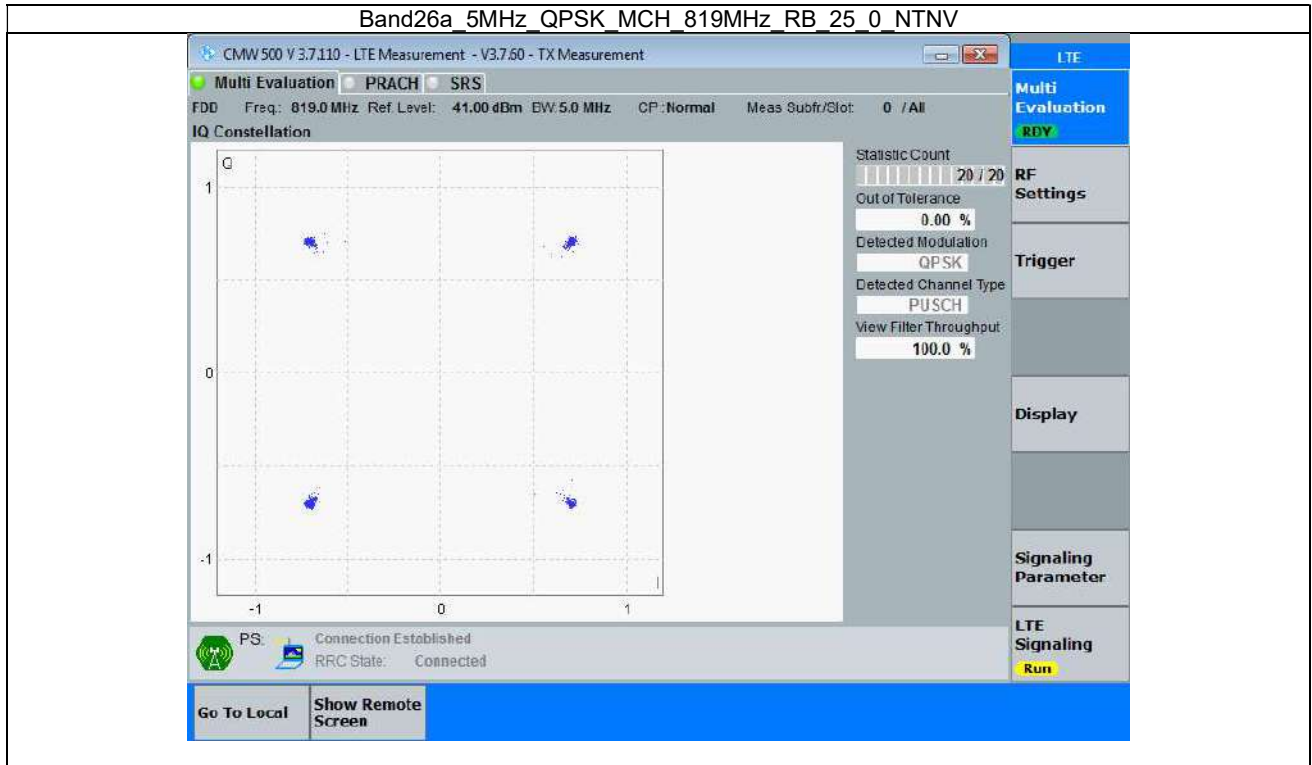 Band26a_5MHz_QPSK_MCH_819MHz_RB_25_0_NTNV
CMW 500 V 3.7.110 - LTE Measurement - V3.7.60 - TX Measurement
LTE
Multi Evaluation PRACH SRS
Multi
Evaluation
RDY
FDD Freq.: 819.0 MHz Ref. Level: 41.00 dBm BW: 5.0 MHz CP : Normal Meas Subfr./Slot: 0 / All
IQ Constellation
Q
1
0
-1
-1 0 1
I
Statistic Count
20 / 20
Out of Tolerance
0.00 %
Detected Modulation
QPSK
Detected Channel Type
PUSCH
View Filter Throughput
100.0 %
RF
Settings
Trigger
Display
Signaling
Parameter
LTE
Signaling
Run
PS: Connection Established
RRC State: Connected
Go To Local
Show Remote
Screen